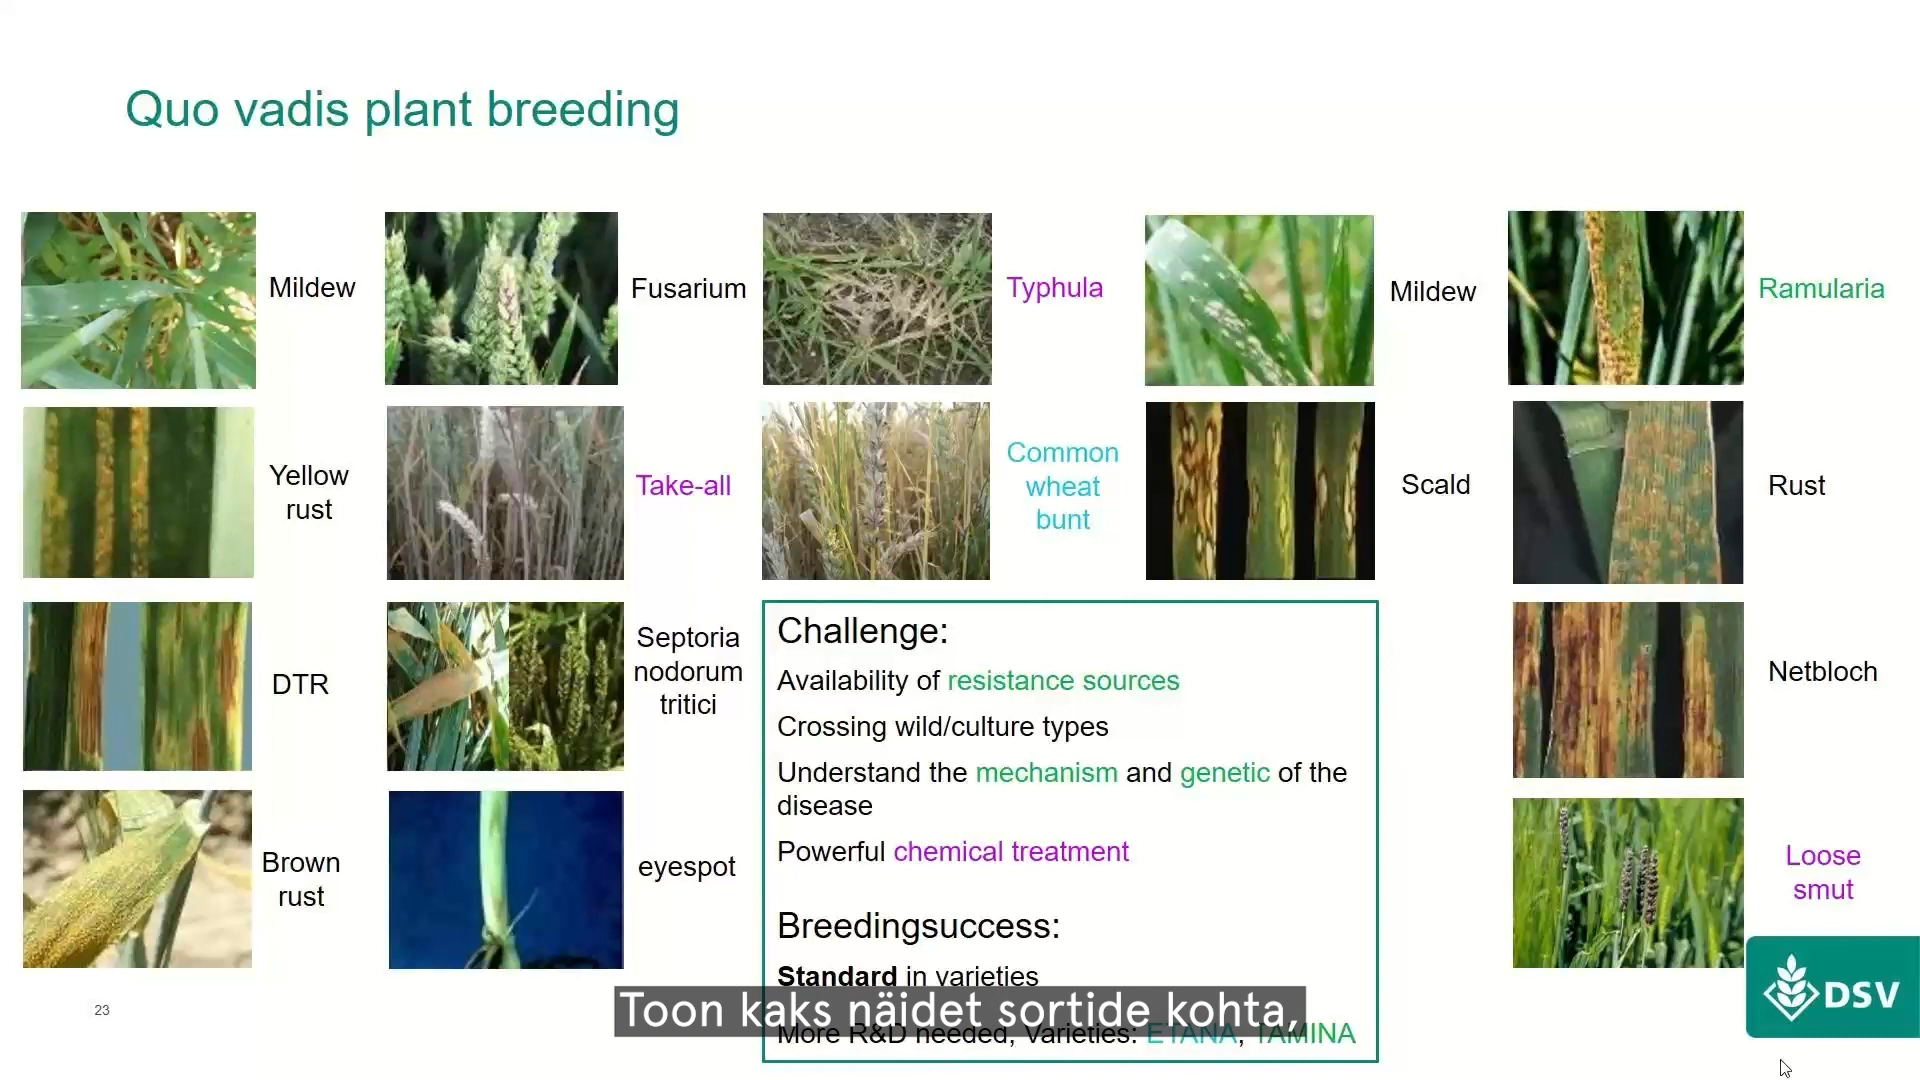 Quo vadis plant breeding
Mildew
Fusarium
Typhula
Mildew
Ramularia
Yellow
rust
Take-all
Common
wheat
bunt
Scald
Rust
DTR
Septoria
nodorum
tritici
Netbloch
Brown
rust
eyespot
Challenge:
Availability of resistance sources
Crossing wild/culture types
Understand the mechanism and genetic of the
disease
Powerful chemical treatment
Breedingsuccess:
Standard in varieties
More R&D needed, Varieties: ETANA, TAMINA
Loose
smut
DSV
23
Toon kaks näidet sortide kohta,